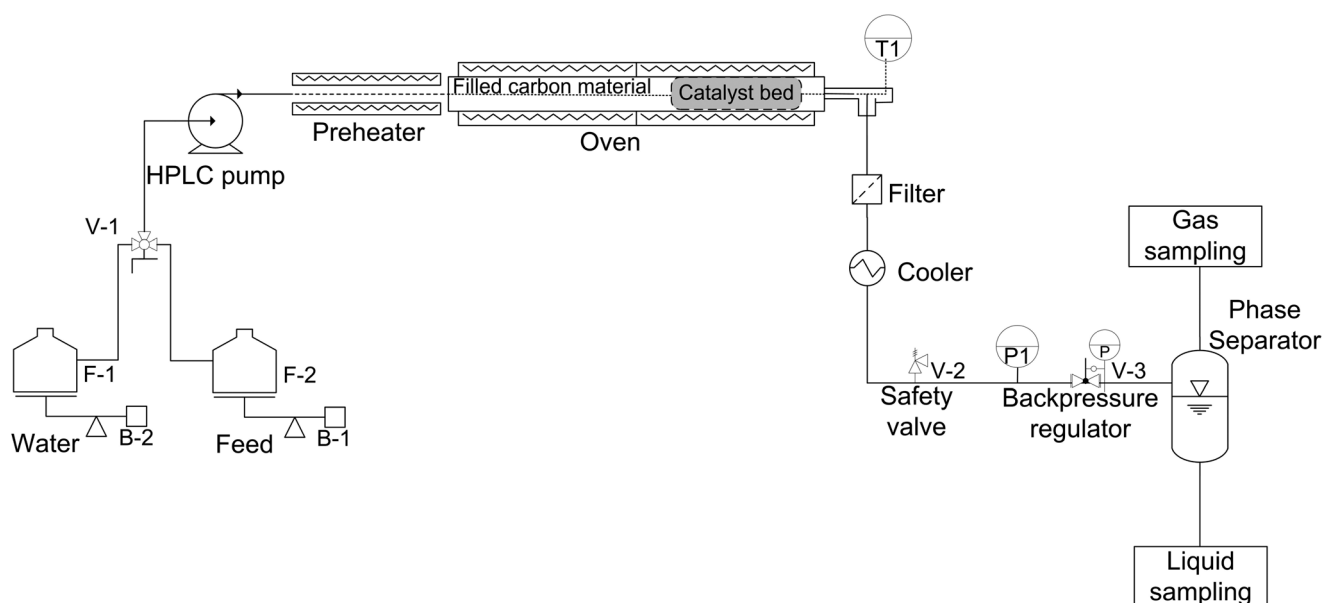 T1
Filled carbon material
Catalyst bed
Preheater
Oven
HPLC pump
Filter
V-1
Gas
sampling
Cooler
Phase
Separator
F-1
F-2
P1
P
V-2
V-3
Safety
valve
Backpressure
regulator
Water
B-2
Feed
B-1
Liquid
sampling